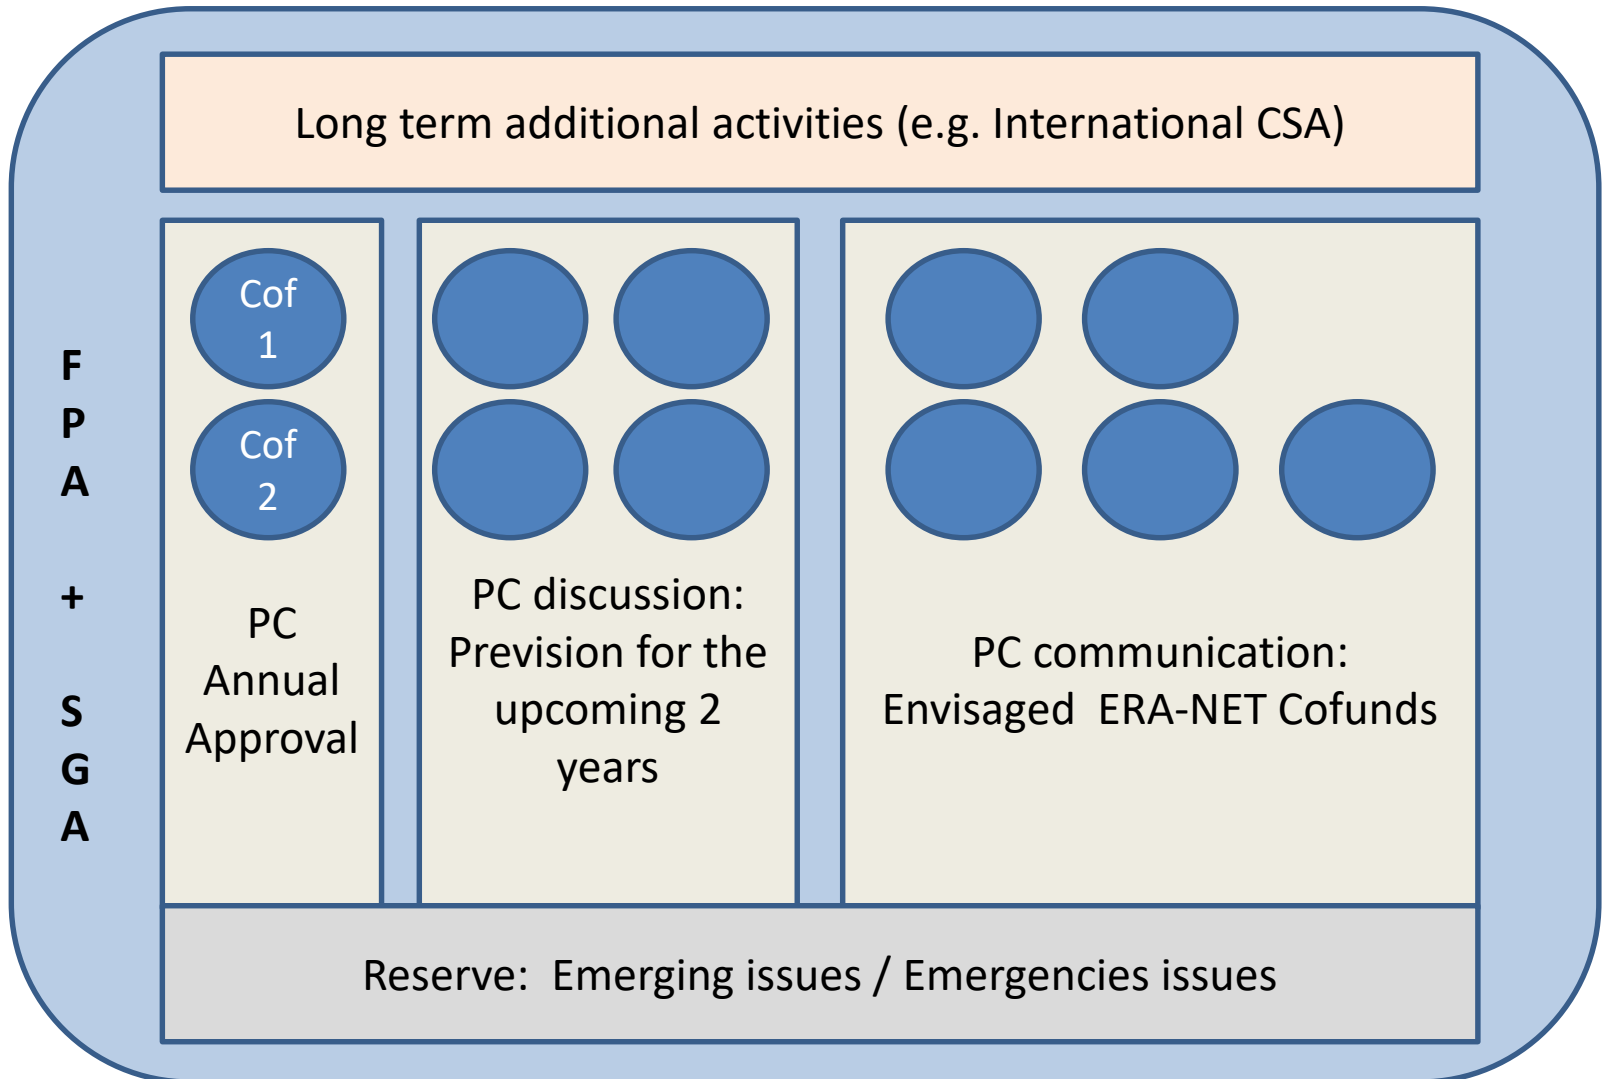 Long term additional activities (e.g. International CSA)
F
P
A
+
S
G
A
Cof
1
Cof
2
PC
Annual
Approval
PC discussion:
Prevision for the
upcoming 2
years
PC communication:
Envisaged  ERA-NET Cofunds
Reserve:  Emerging issues / Emergencies issues